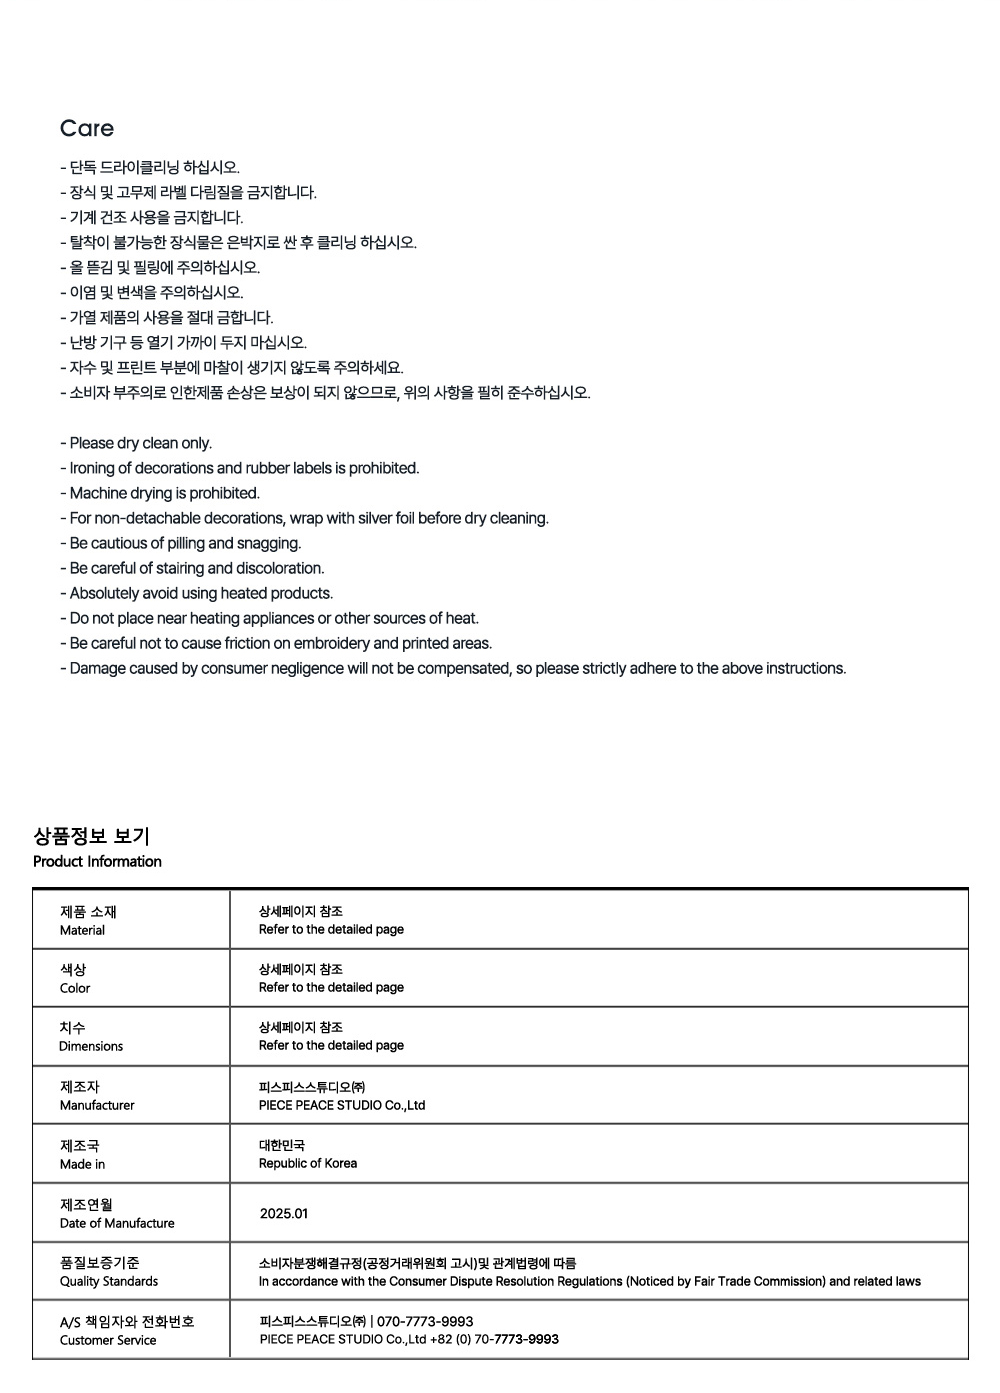 Care
- 단독 드라이클리닝 하십시오.
- 장식 및 고무제 라벨 다림질을 금지합니다.
- 기계 건조 사용을 금지합니다.
- 탈착이 불가능한 장식물은 은박지로 싼 후 클리닝 하십시오.
- 올 뜯김 및 필링에 주의하십시오.
- 이염 및 변색을 주의하십시오.
- 가열 제품의 사용을 절대 금합니다.
- 난방 기구 등 열기 가까이 두지 마십시오.
- 자수 및 프린트 부분에 마찰이 생기지 않도록 주의하세요.
- 소비자 부주의로 인한제품 손상은 보상이 되지 않으므로, 위의 사항을 필히 준수하십시오.
- Please dry clean only.
- Ironing of decorations and rubber labels is prohibited.
- Machine drying is prohibited.
- For non-detachable decorations, wrap with silver foil before dry cleaning.
- Be cautious of pilling and snagging.
- Be careful of stairing and discoloration.
- Absolutely avoid using heated products.
- Do not place near heating appliances or other sources of heat.
- Be careful not to cause friction on embroidery and printed areas.
- Damage caused by consumer negligence will not be compensated, so please strictly adhere to the above instructions.
상품정보 보기
Product Information
제품 소재
Material
상세페이지 참조
Refer to the detailed page
색상
Color
상세페이지 참조
Refer to the detailed page
치수
Dimensions
상세페이지 참조
Refer to the detailed page
제조자
Manufacturer
피스피스스튜디오㈜
PIECE PEACE STUDIO Co.,Ltd
제조국
Made in
대한민국
Republic of Korea
제조연월
Date of Manufacture
2025.01
품질보증기준
Quality Standards
소비자분쟁해결규정(공정거래위원회 고시)및 관계법령에 따름
In accordance with the Consumer Dispute Resolution Regulations (Noticed by Fair Trade Commission) and related laws
A/S 책임자와 전화번호
Customer Service
피스피스스튜디오㈜ | 070-7773-9993
PIECE PEACE STUDIO Co.,Ltd +82 (0) 70-7773-9993